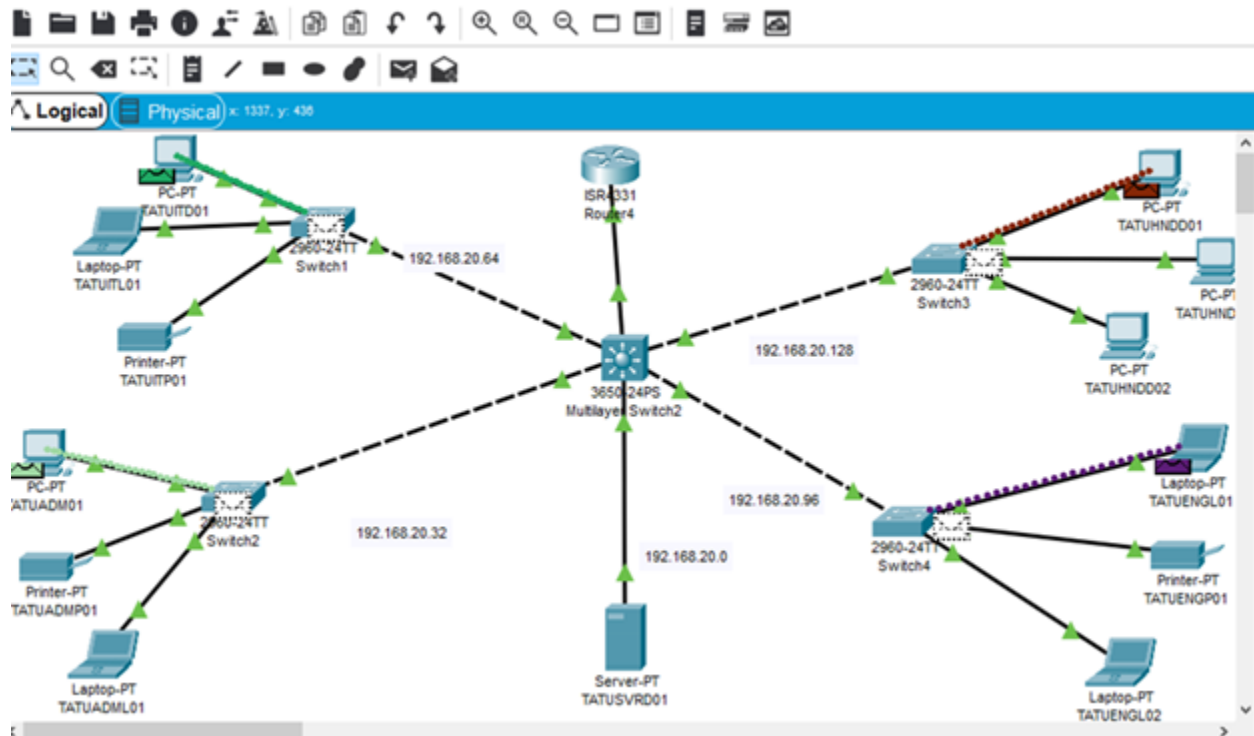 Logical
Physical x: 1337, y: 436
PC-PT
TATUITD01
Laptop-PT
TATUITL01
Printer-PT
TATUITP01
2960-24TT
Switch1
192.168.20.64
ISR4331
Router4
PC-PT
TATUHNDD01
2960-24TT
Switch3
PC-PT
TATUHND
PC-PT
TATUHNDD02
192.168.20.128
3650-24PS
Multilayer Switch2
PC-PT
TATUADM01
2960-24TT
Switch2
Printer-PT
TATUADMP01
Laptop-PT
TATUADML01
192.168.20.32
192.168.20.0
192.168.20.96
Server-PT
TATUSVRD01
2960-24TT
Switch4
Laptop-PT
TATUENGL01
Printer-PT
TATUENGP01
Laptop-PT
TATUENGL02